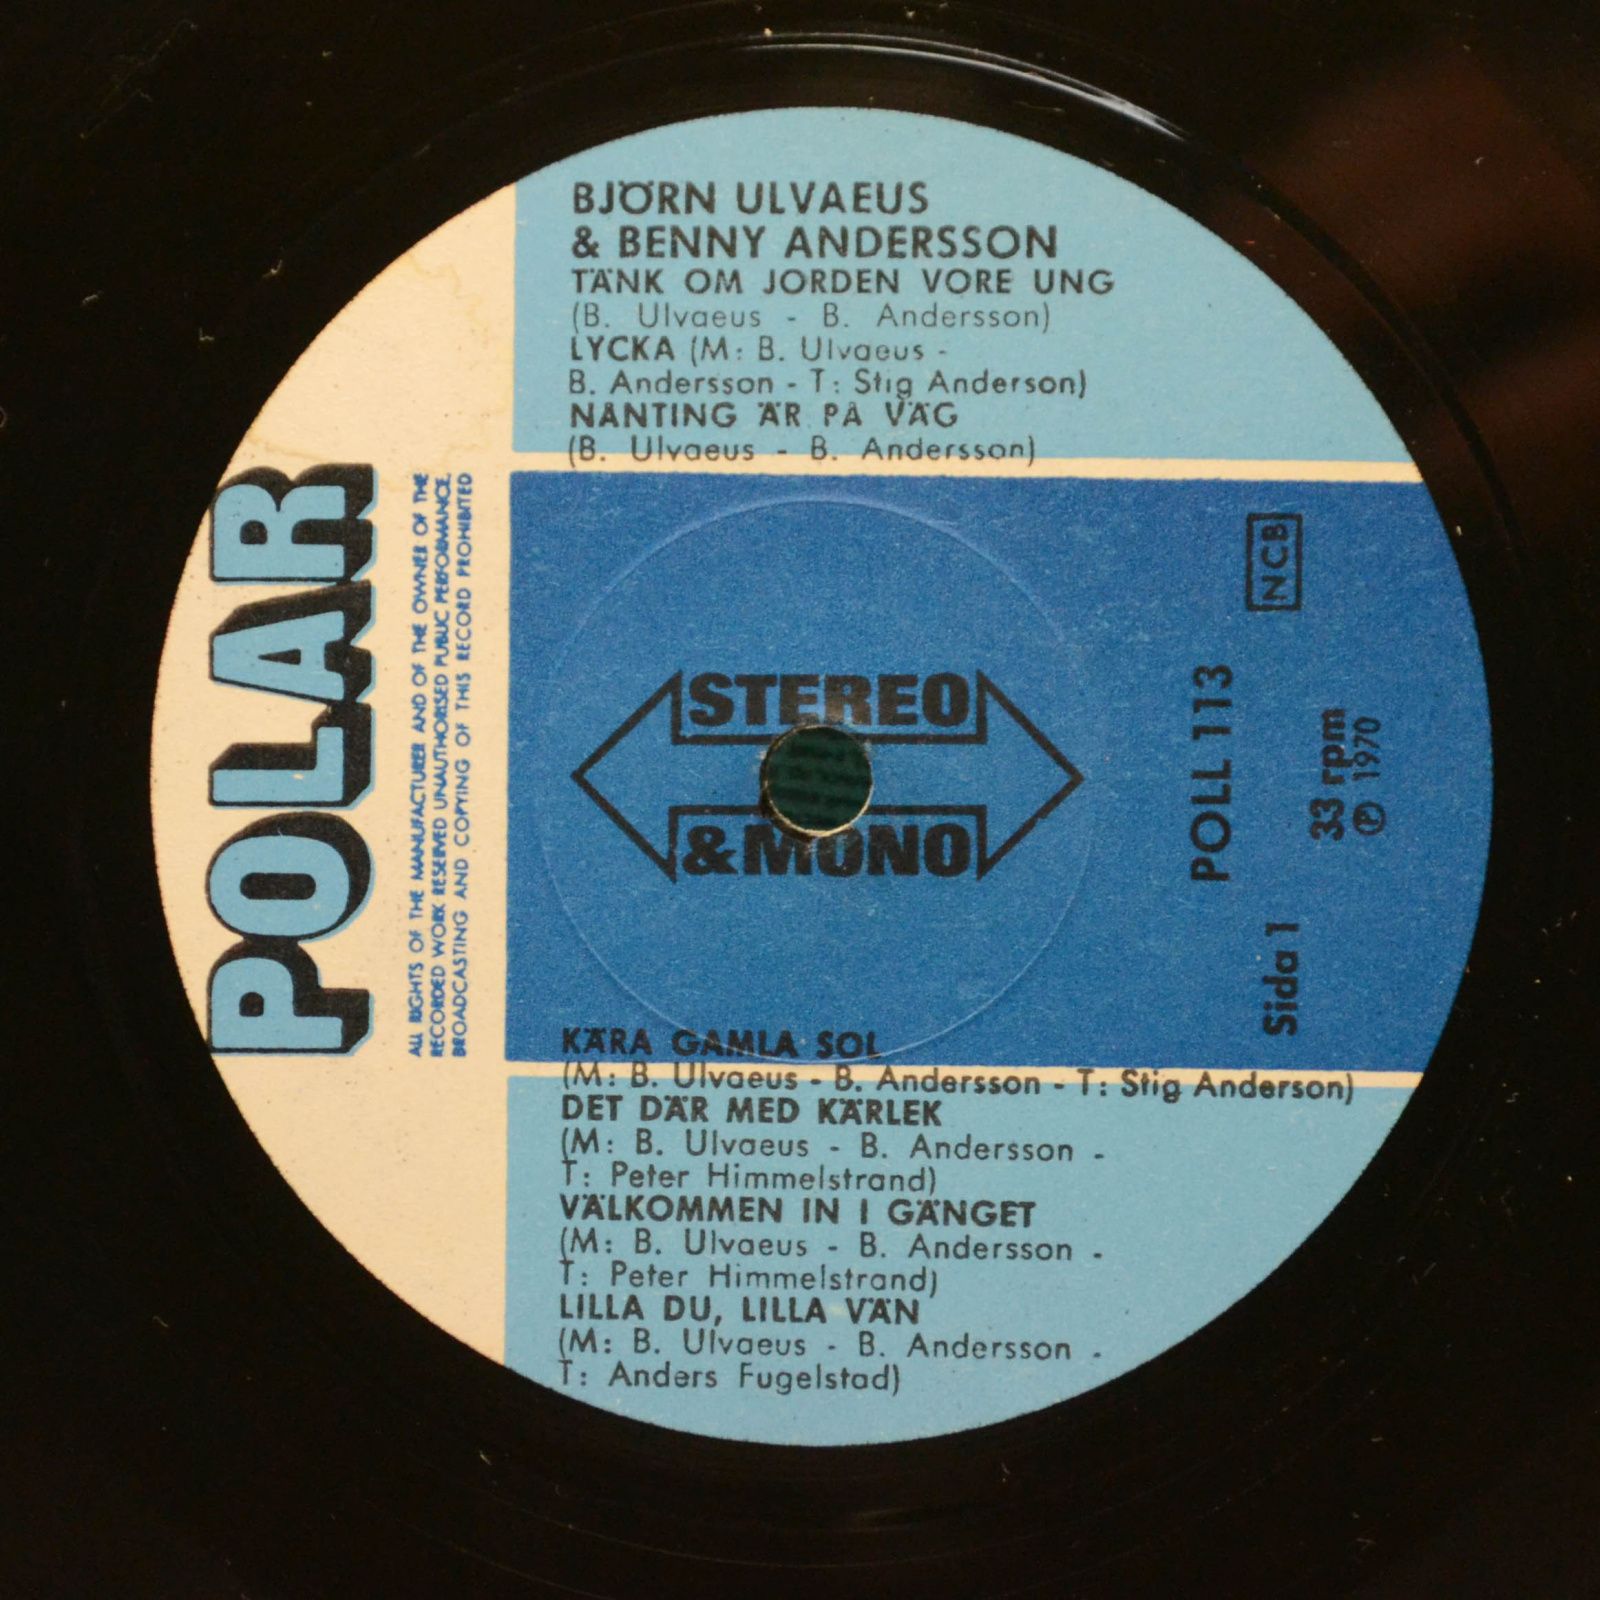 BJÖRN ULVAEUS
& BENNY ANDERSSON
TÄNK OM JORDEN VORE UNG
(B. Ulvaeus - B. Andersson)
LYCKA (M: B. Ulvaeus -
B. Andersson - T: Stig Anderson)
NÅNTING ÄR PÅ VÄG
(B. Ulvaeus - B. Andersson)
POLAR
ALL RIGHTS OF THE MANUFACTURER AND OF THE OWNER OF THE
RECORDED WORK RESERVED UNAUTHORISED PUBLIC PERFORMANCE,
BROADCASTING AND COPYING OF THIS RECORD PROHIBITED
STEREO
& MONO
POLL 113
NCB
Sida 1
33 rpm
℗ 1970
KÄRA GAMLA SOL
(M: B. Ulvaeus - B. Andersson - T: Stig Anderson)
DET DÄR MED KÄRLEK
(M: B. Ulvaeus - B. Andersson -
T: Peter Himmelstrand)
VÄLKOMMEN IN I GÄNGET
(M: B. Ulvaeus - B. Andersson -
T: Peter Himmelstrand)
LILLA DU, LILLA VÄN
(M: B. Ulvaeus - B. Andersson -
T: Anders Fugelstad)